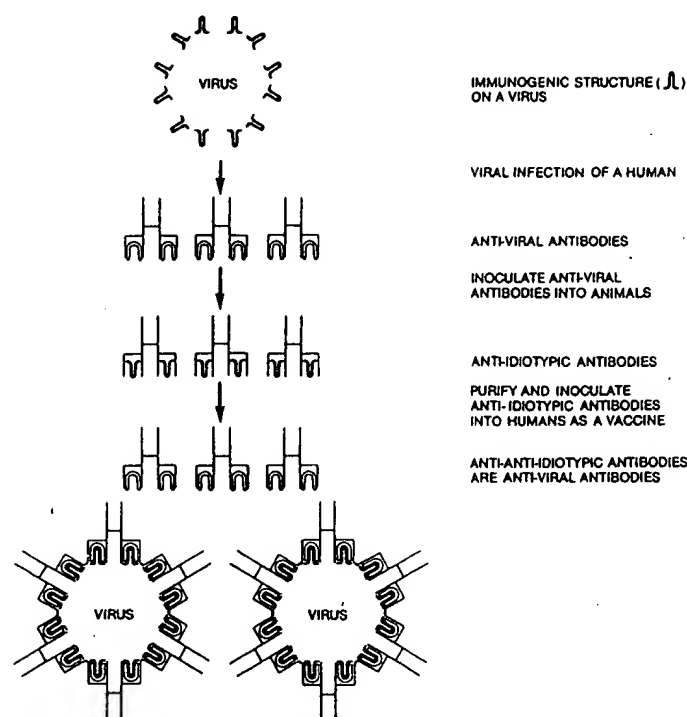 VIRUS
IMMUNOGENIC STRUCTURE ( )
ON A VIRUS
VIRAL INFECTION OF A HUMAN
ANTI-VIRAL ANTIBODIES
INOCULATE ANTI-VIRAL
ANTIBODIES INTO ANIMALS
ANTI-IDIOTYPIC ANTIBODIES
PURIFY AND INOCULATE
ANTI-IDIOTYPIC ANTIBODIES
INTO HUMANS AS A VACCINE
ANTI-ANTI-IDIOTYPIC ANTIBODIES
ARE ANTI-VIRAL ANTIBODIES
VIRUS
VIRUS